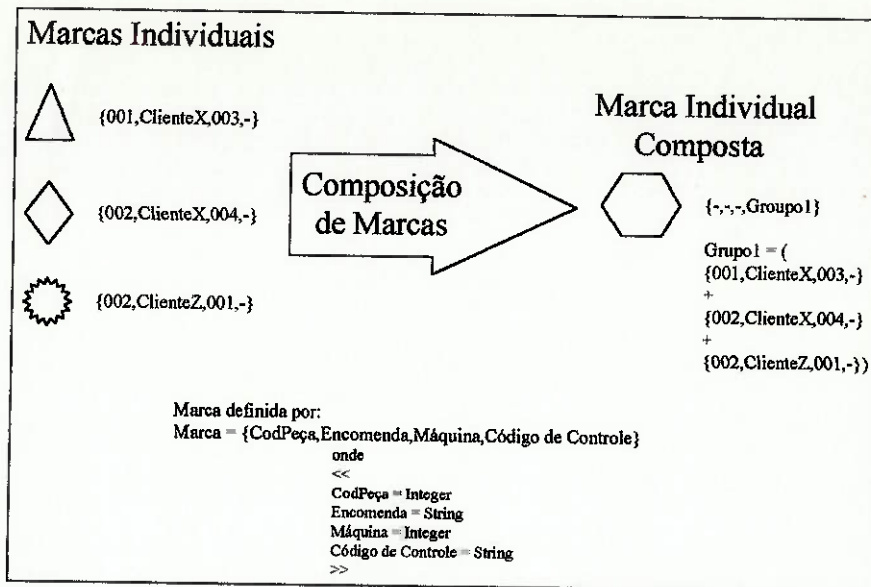 Marcas Individuais
{001,ClienteX,003,-}
{002,ClienteX,004,-}
{002,ClienteZ,001,-}
Composição
de Marcas
Marca Individual
Composta
{-,-,-,Groupo1}
Grupo1 = (
{001,ClienteX,003,-}
+
{002,ClienteX,004,-}
+
{002,ClienteZ,001,-})
Marca definida por:
Marca = {CodPeça,Encomenda,Máquina,Código de Controle}
onde
<<
CodPeça = Integer
Encomenda = String
Máquina = Integer
Código de Controle = String
>>